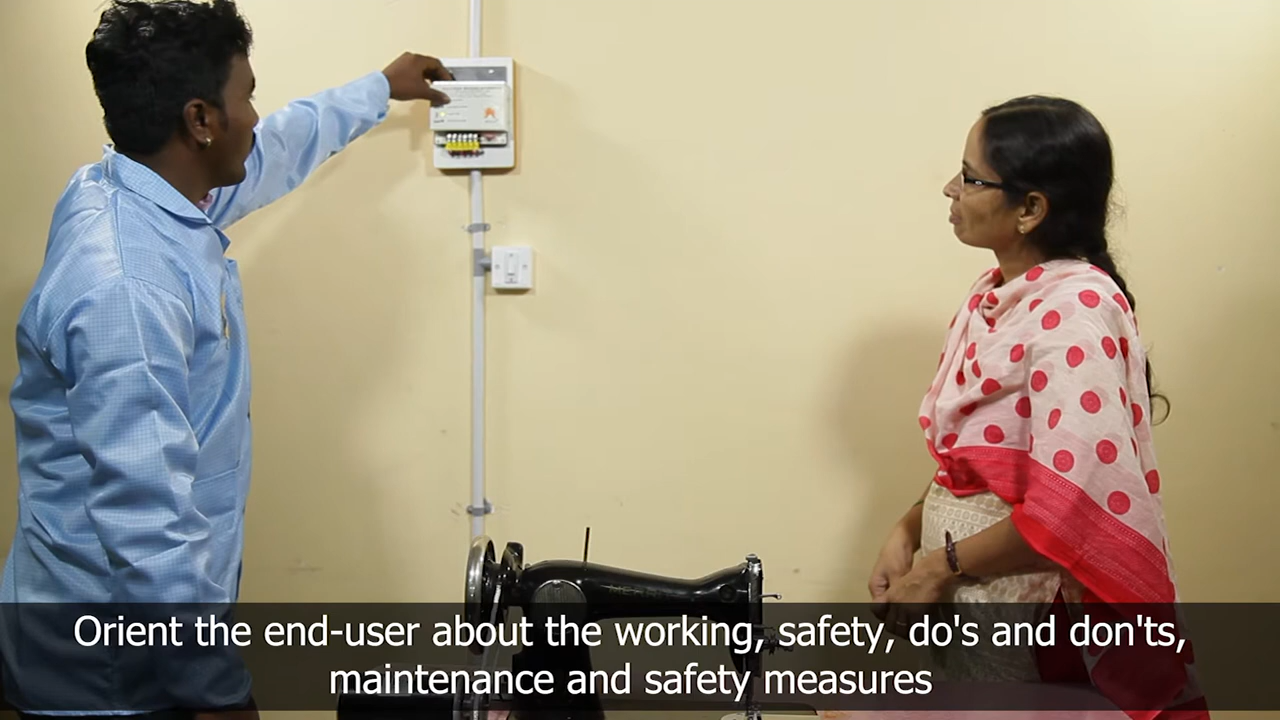 Orient the end-user about the working, safety, do's and don'ts,
maintenance and safety measures